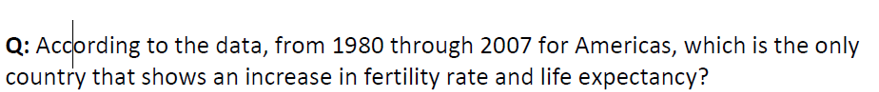 Q: According to the data, from 1980 through 2007 for Americas, which is the only
country that shows an increase in fertility rate and life expectancy?